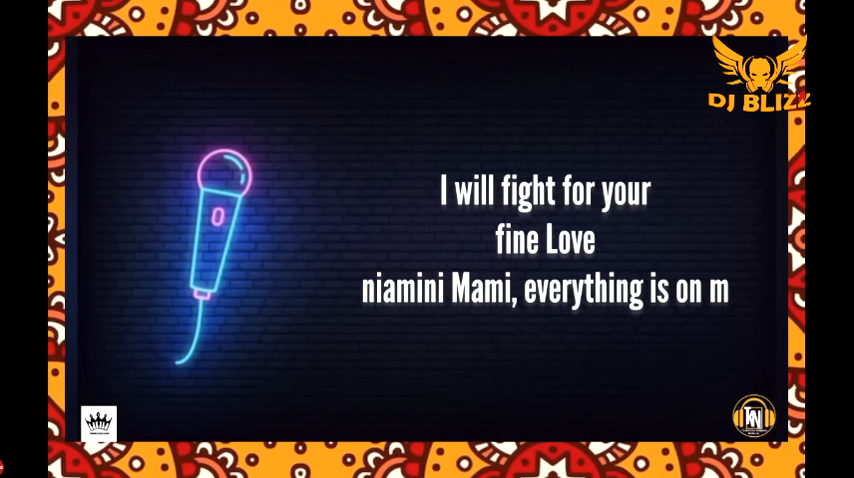 DJ BLIZZ
I will fight for your
fine Love
niamini Mami, everything is on m